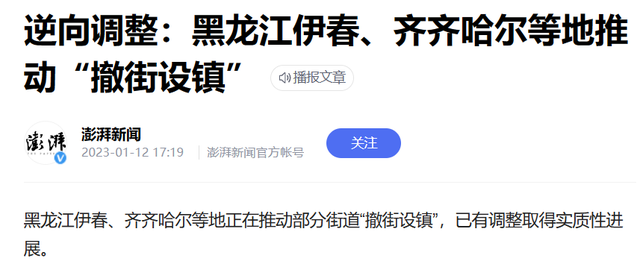 逆向调整：黑龙江伊春、齐齐哈尔等地推
动“撤街设镇”
播报文章
澎湃
澎湃新闻
2023-01-12 17:19
澎湃新闻官方帐号
关注
黑龙江伊春、齐齐哈尔等地正在推动部分街道“撤街设镇”，已有调整取得实质性进
展。